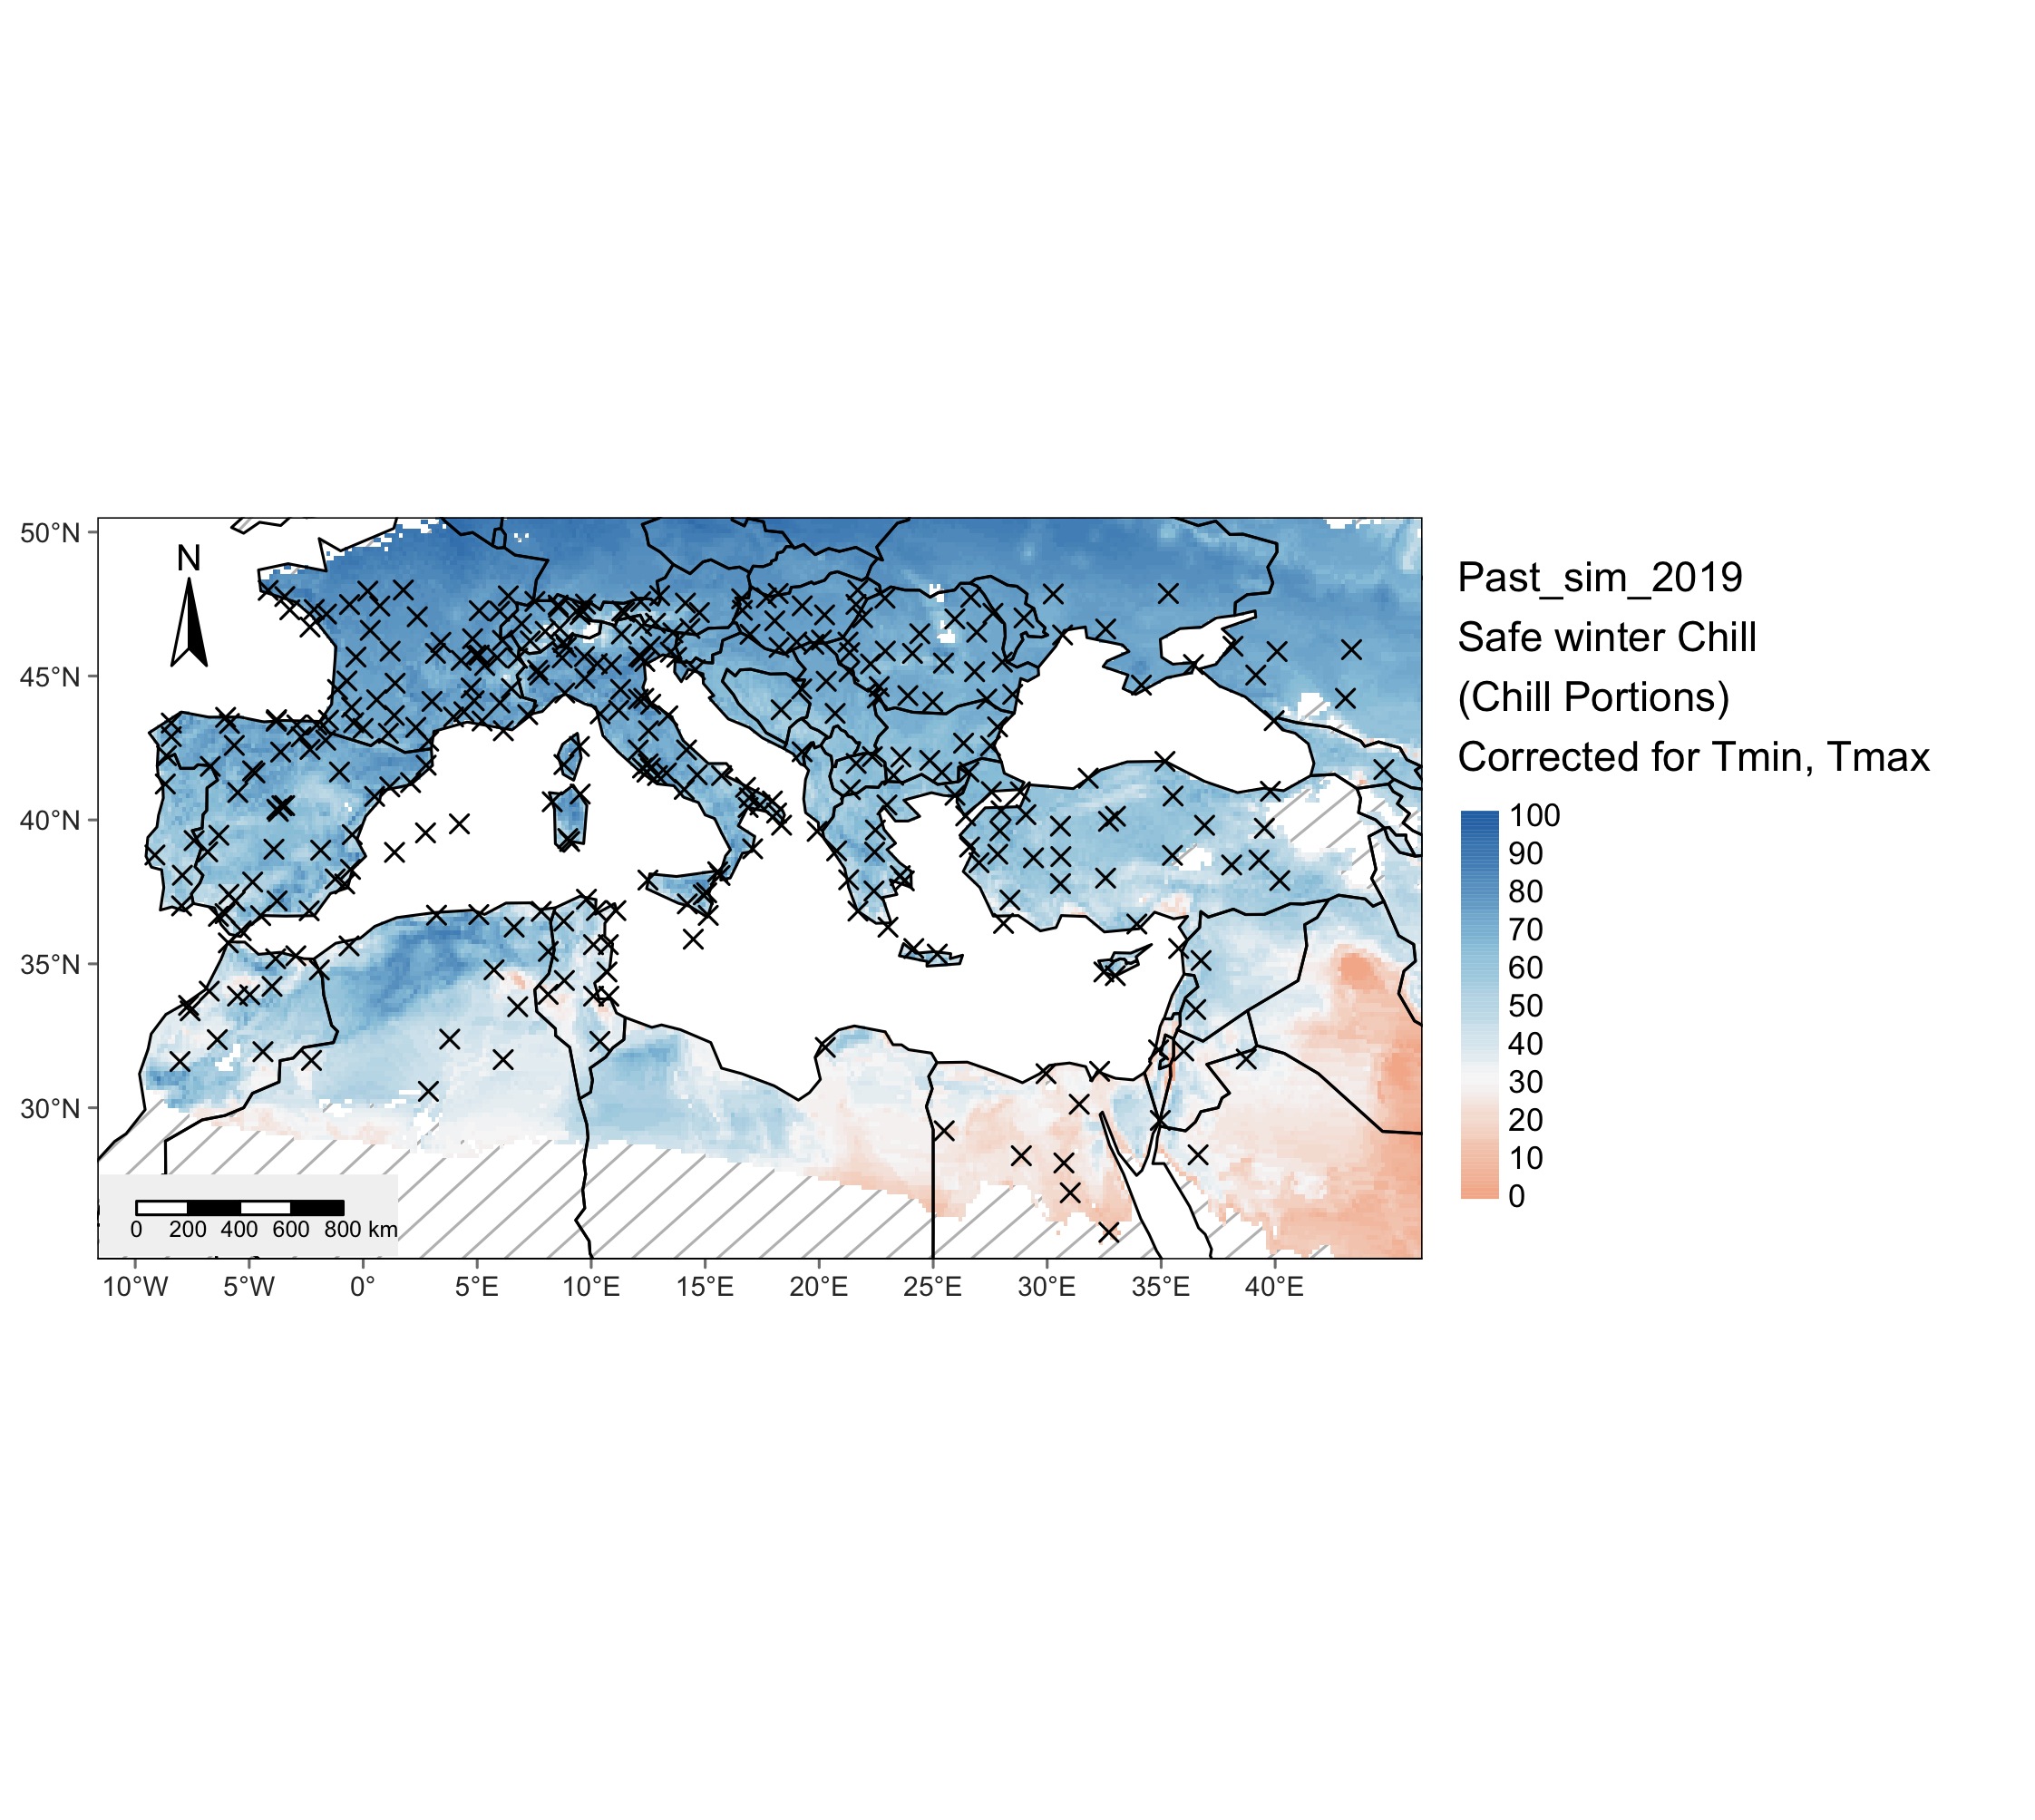 50°N
45°N
40°N
35°N
30°N
N
0 200 400 600 800 km
10°W 5°W 0° 5°E 10°E 15°E 20°E 25°E 30°E 35°E 40°E
Past_sim_2019
Safe winter Chill
(Chill Portions)
Corrected for Tmin, Tmax
100
90
80
70
60
50
40
30
20
10
0